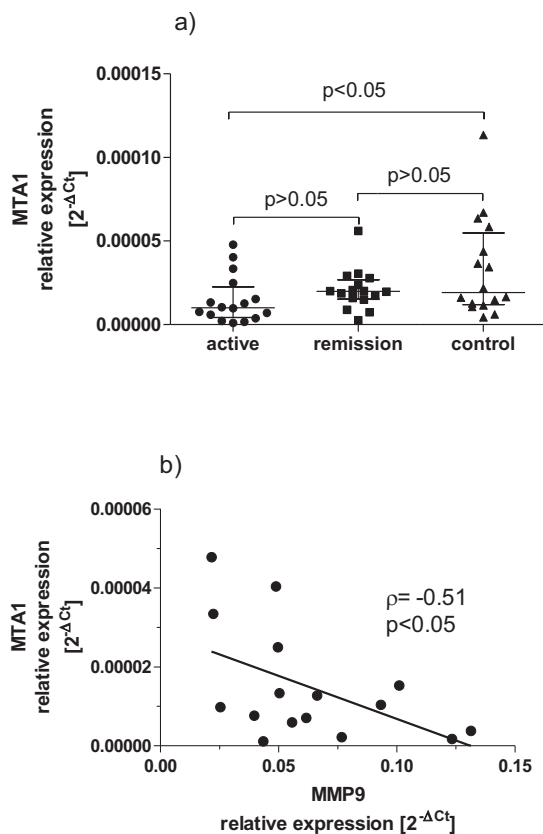 a)
MTA1
relative expression
[2^-ΔCt]
0.00015
0.00010
0.00005
0.00000
p<0.05
p>0.05
p>0.05
active
remission
control
b)
MTA1
relative expression
[2^-ΔCt]
0.00006
0.00004
0.00002
0.00000
ρ= -0.51
p<0.05
0.00
0.05
0.10
0.15
MMP9
relative expression [2^-ΔCt]